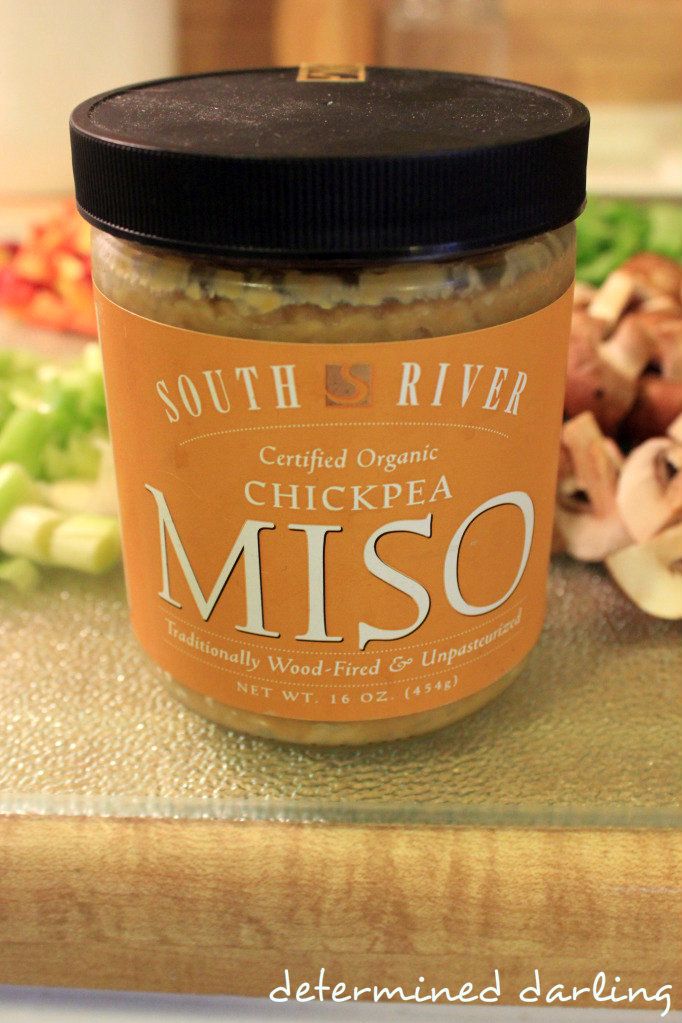 SOUTH S RIVER
Certified Organic
CHICKPEA
MISO
Traditionally Wood-Fired & Unpasteurized
NET WT. 16 OZ. (454g)
determined darling